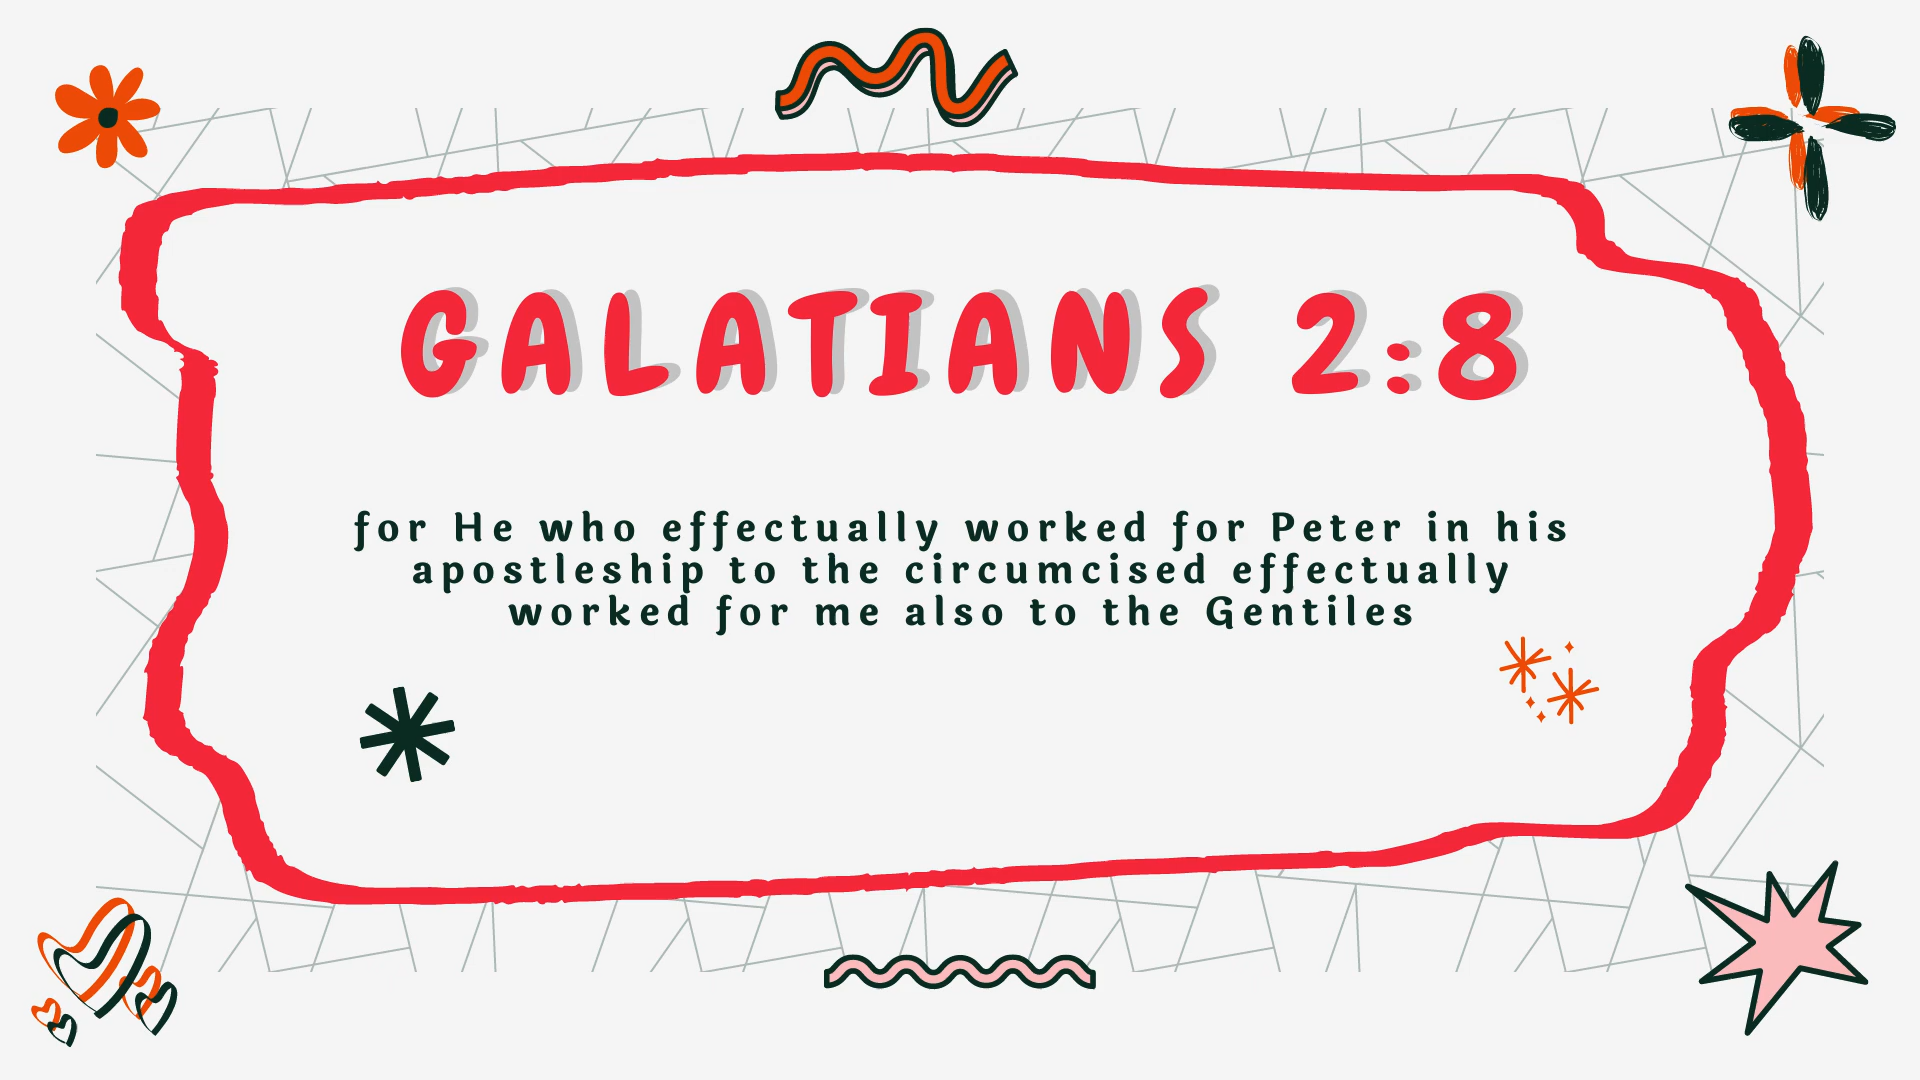 GALATIANS 2:8
for He who effectually worked for Peter in his
apostleship to the circumcised effectually
worked for me also to the Gentiles